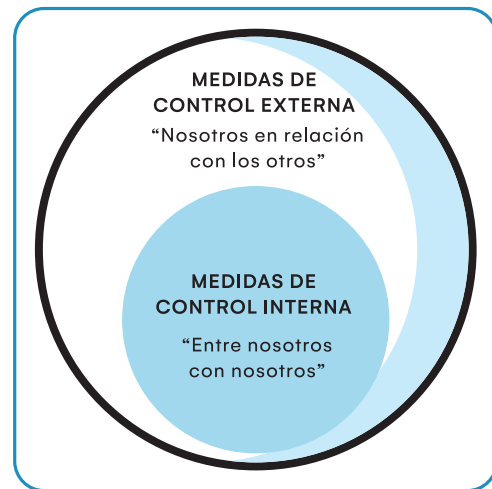 MEDIDAS DE
CONTROL EXTERNA
“Nosotros en relación
con los otros”
MEDIDAS DE
CONTROL INTERNA
“Entre nosotros
con nosotros”